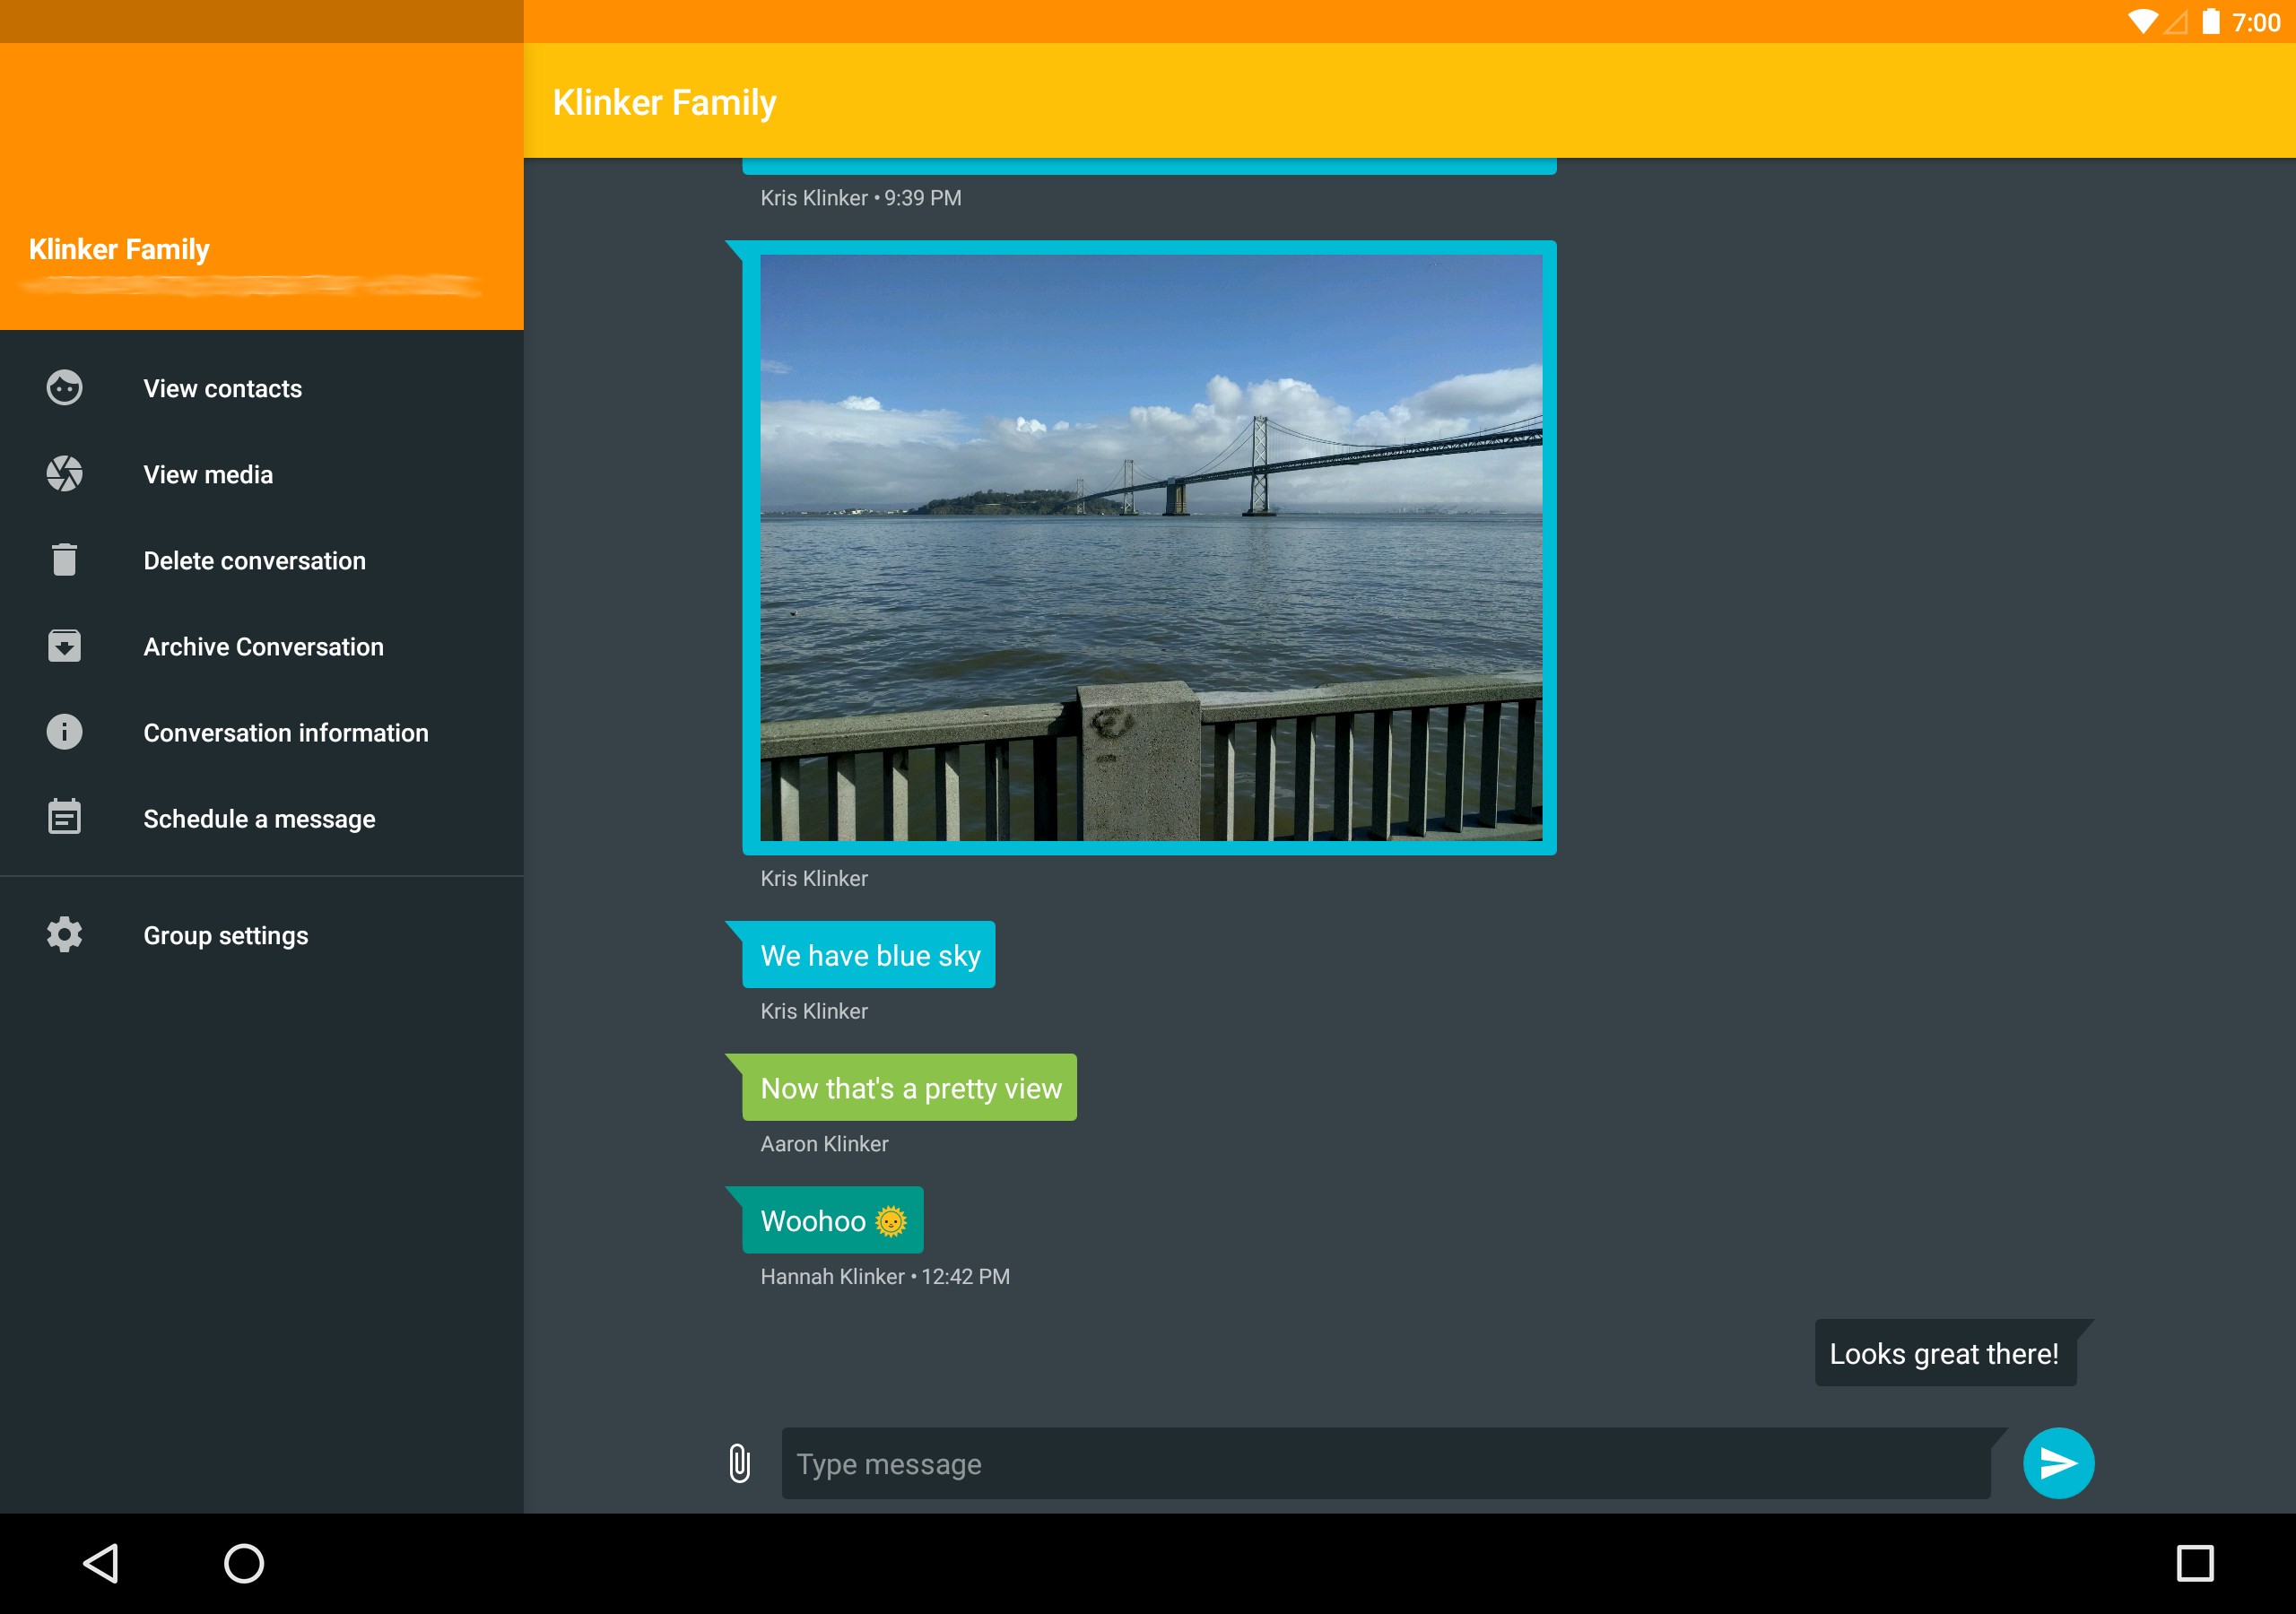 7:00
Klinker Family
Klinker Family
View contacts
View media
Delete conversation
Archive Conversation
Conversation information
Schedule a message
Group settings
Kris Klinker • 9:39 PM
Kris Klinker
We have blue sky
Kris Klinker
Now that's a pretty view
Aaron Klinker
Woohoo 🌞
Hannah Klinker • 12:42 PM
Looks great there!
Type message